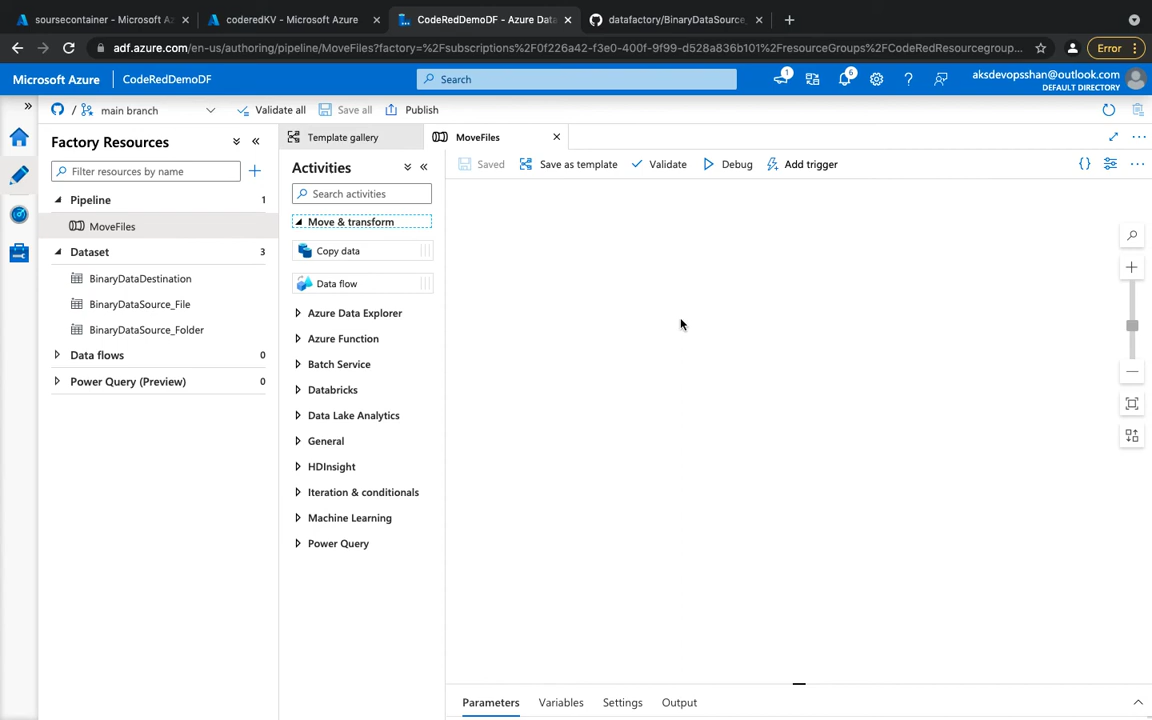 soursecontainer - Microsoft Az
coderedKV - Microsoft Azure
CodeRedDemoDF - Azure Dat
datafactory/BinaryDataSource_
adf.azure.com/en-us/authoring/pipeline/MoveFiles?factory=%2Fsubscriptions%2F0f226a42-f3e0-400f-9f99-d528a836b101%2FresourceGroups%2FCodeRedResourcegroup...
Error
Microsoft Azure
CodeRedDemoDF
Search
1
6
aksdevopsshan@outlook.com
DEFAULT DIRECTORY
/
main branch
Validate all
Save all
Publish
Factory Resources
Template gallery
MoveFiles
Filter resources by name
Activities
Saved
Save as template
Validate
Debug
Add trigger
Search activities
Pipeline 1
MoveFiles
Dataset 3
BinaryDataDestination
BinaryDataSource_File
BinaryDataSource_Folder
Data flows 0
Power Query (Preview) 0
Move & transform
Copy data
Data flow
Azure Data Explorer
Azure Function
Batch Service
Databricks
Data Lake Analytics
General
HDInsight
Iteration & conditionals
Machine Learning
Power Query
Parameters
Variables
Settings
Output